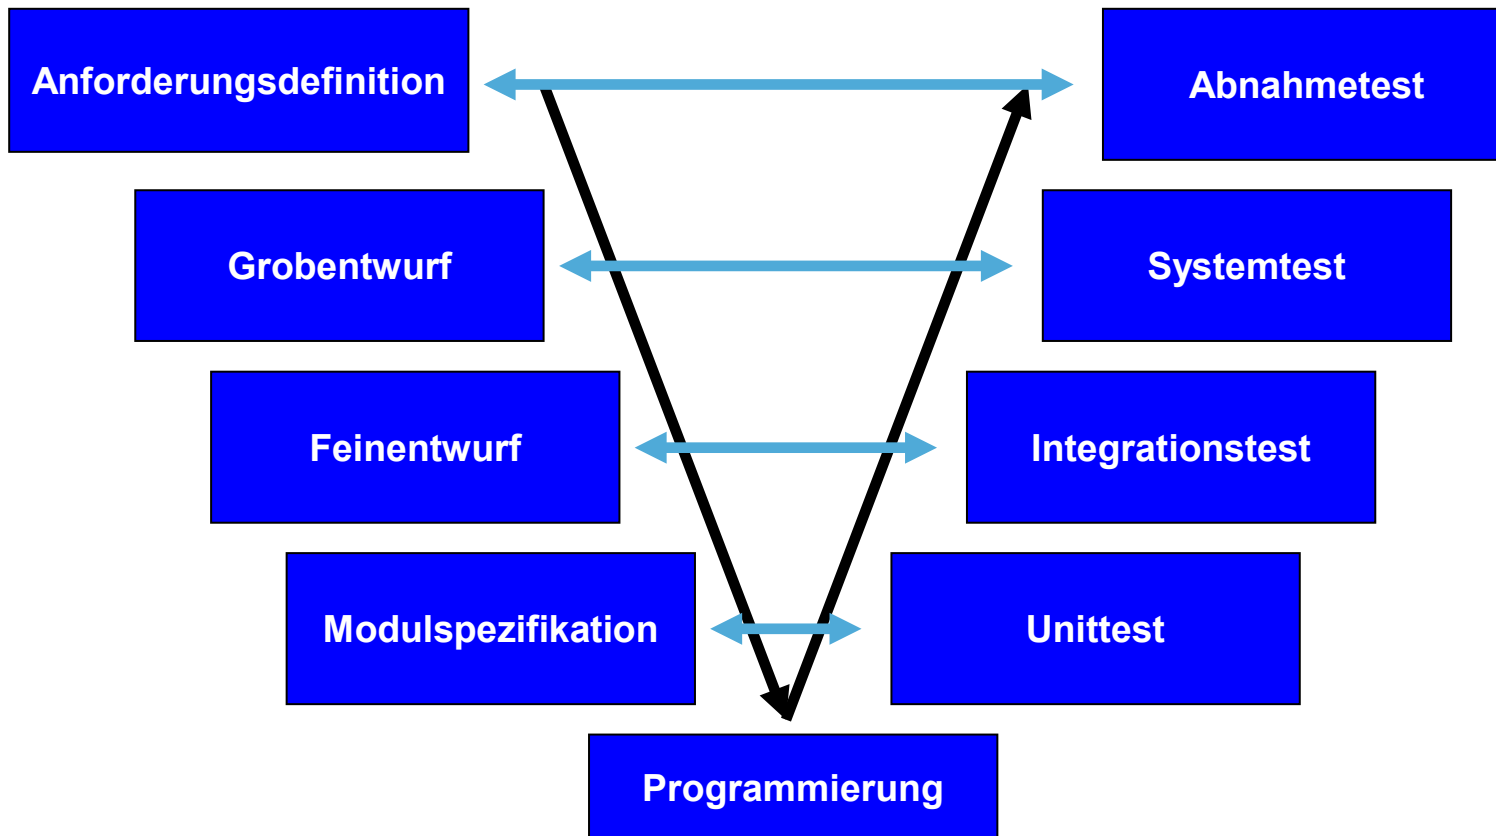 Anforderungsdefinition
Abnahmetest
Grobentwurf
Systemtest
Feinentwurf
Integrationstest
Modulspezifikation
Unittest
Programmierung